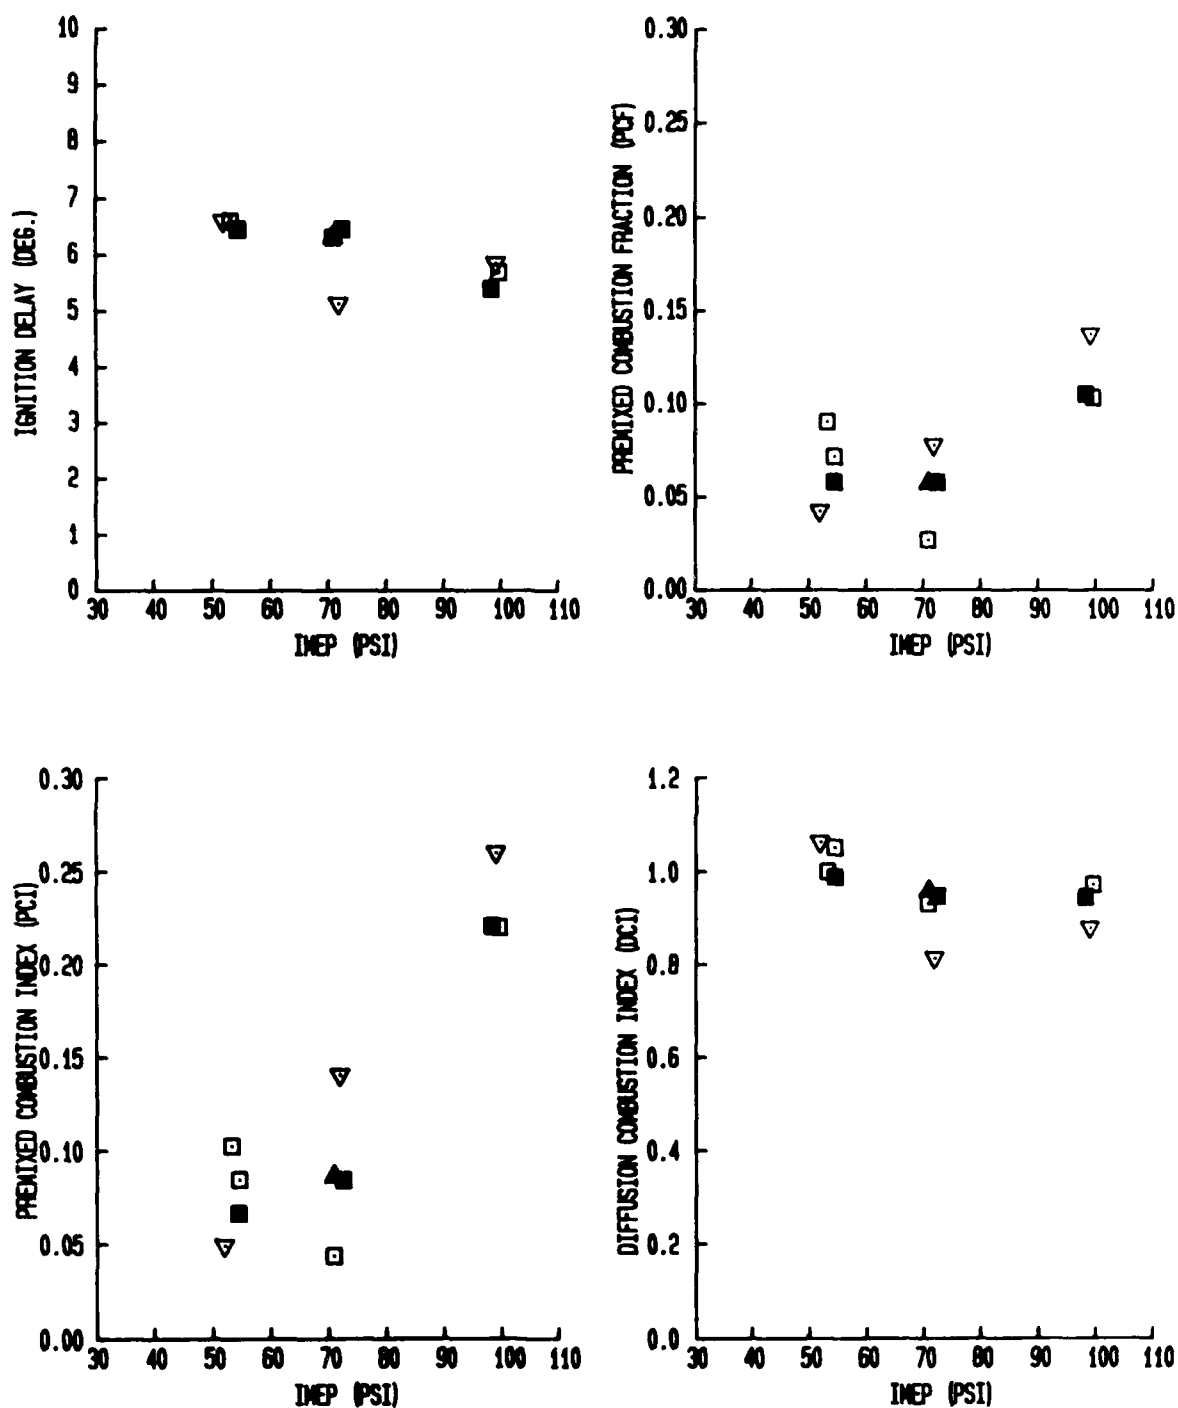 10
9
8
7
6
5
4
3
2
1
0
IGNITION DELAY (DEG.)
30 40 50 60 70 80 90 100 110
IMEP (PSI)
0.30
0.25
0.20
0.15
0.10
0.05
0.00
PREMIXED COMBUSTION FRACTION (PCF)
30 40 50 60 70 80 90 100 110
IMEP (PSI)
0.30
0.25
0.20
0.15
0.10
0.05
0.00
PREMIXED COMBUSTION INDEX (PCI)
30 40 50 60 70 80 90 100 110
IMEP (PSI)
1.2
1.0
0.8
0.6
0.4
0.2
0.0
DIFFUSION COMBUSTION INDEX (DCI)
30 40 50 60 70 80 90 100 110
IMEP (PSI)